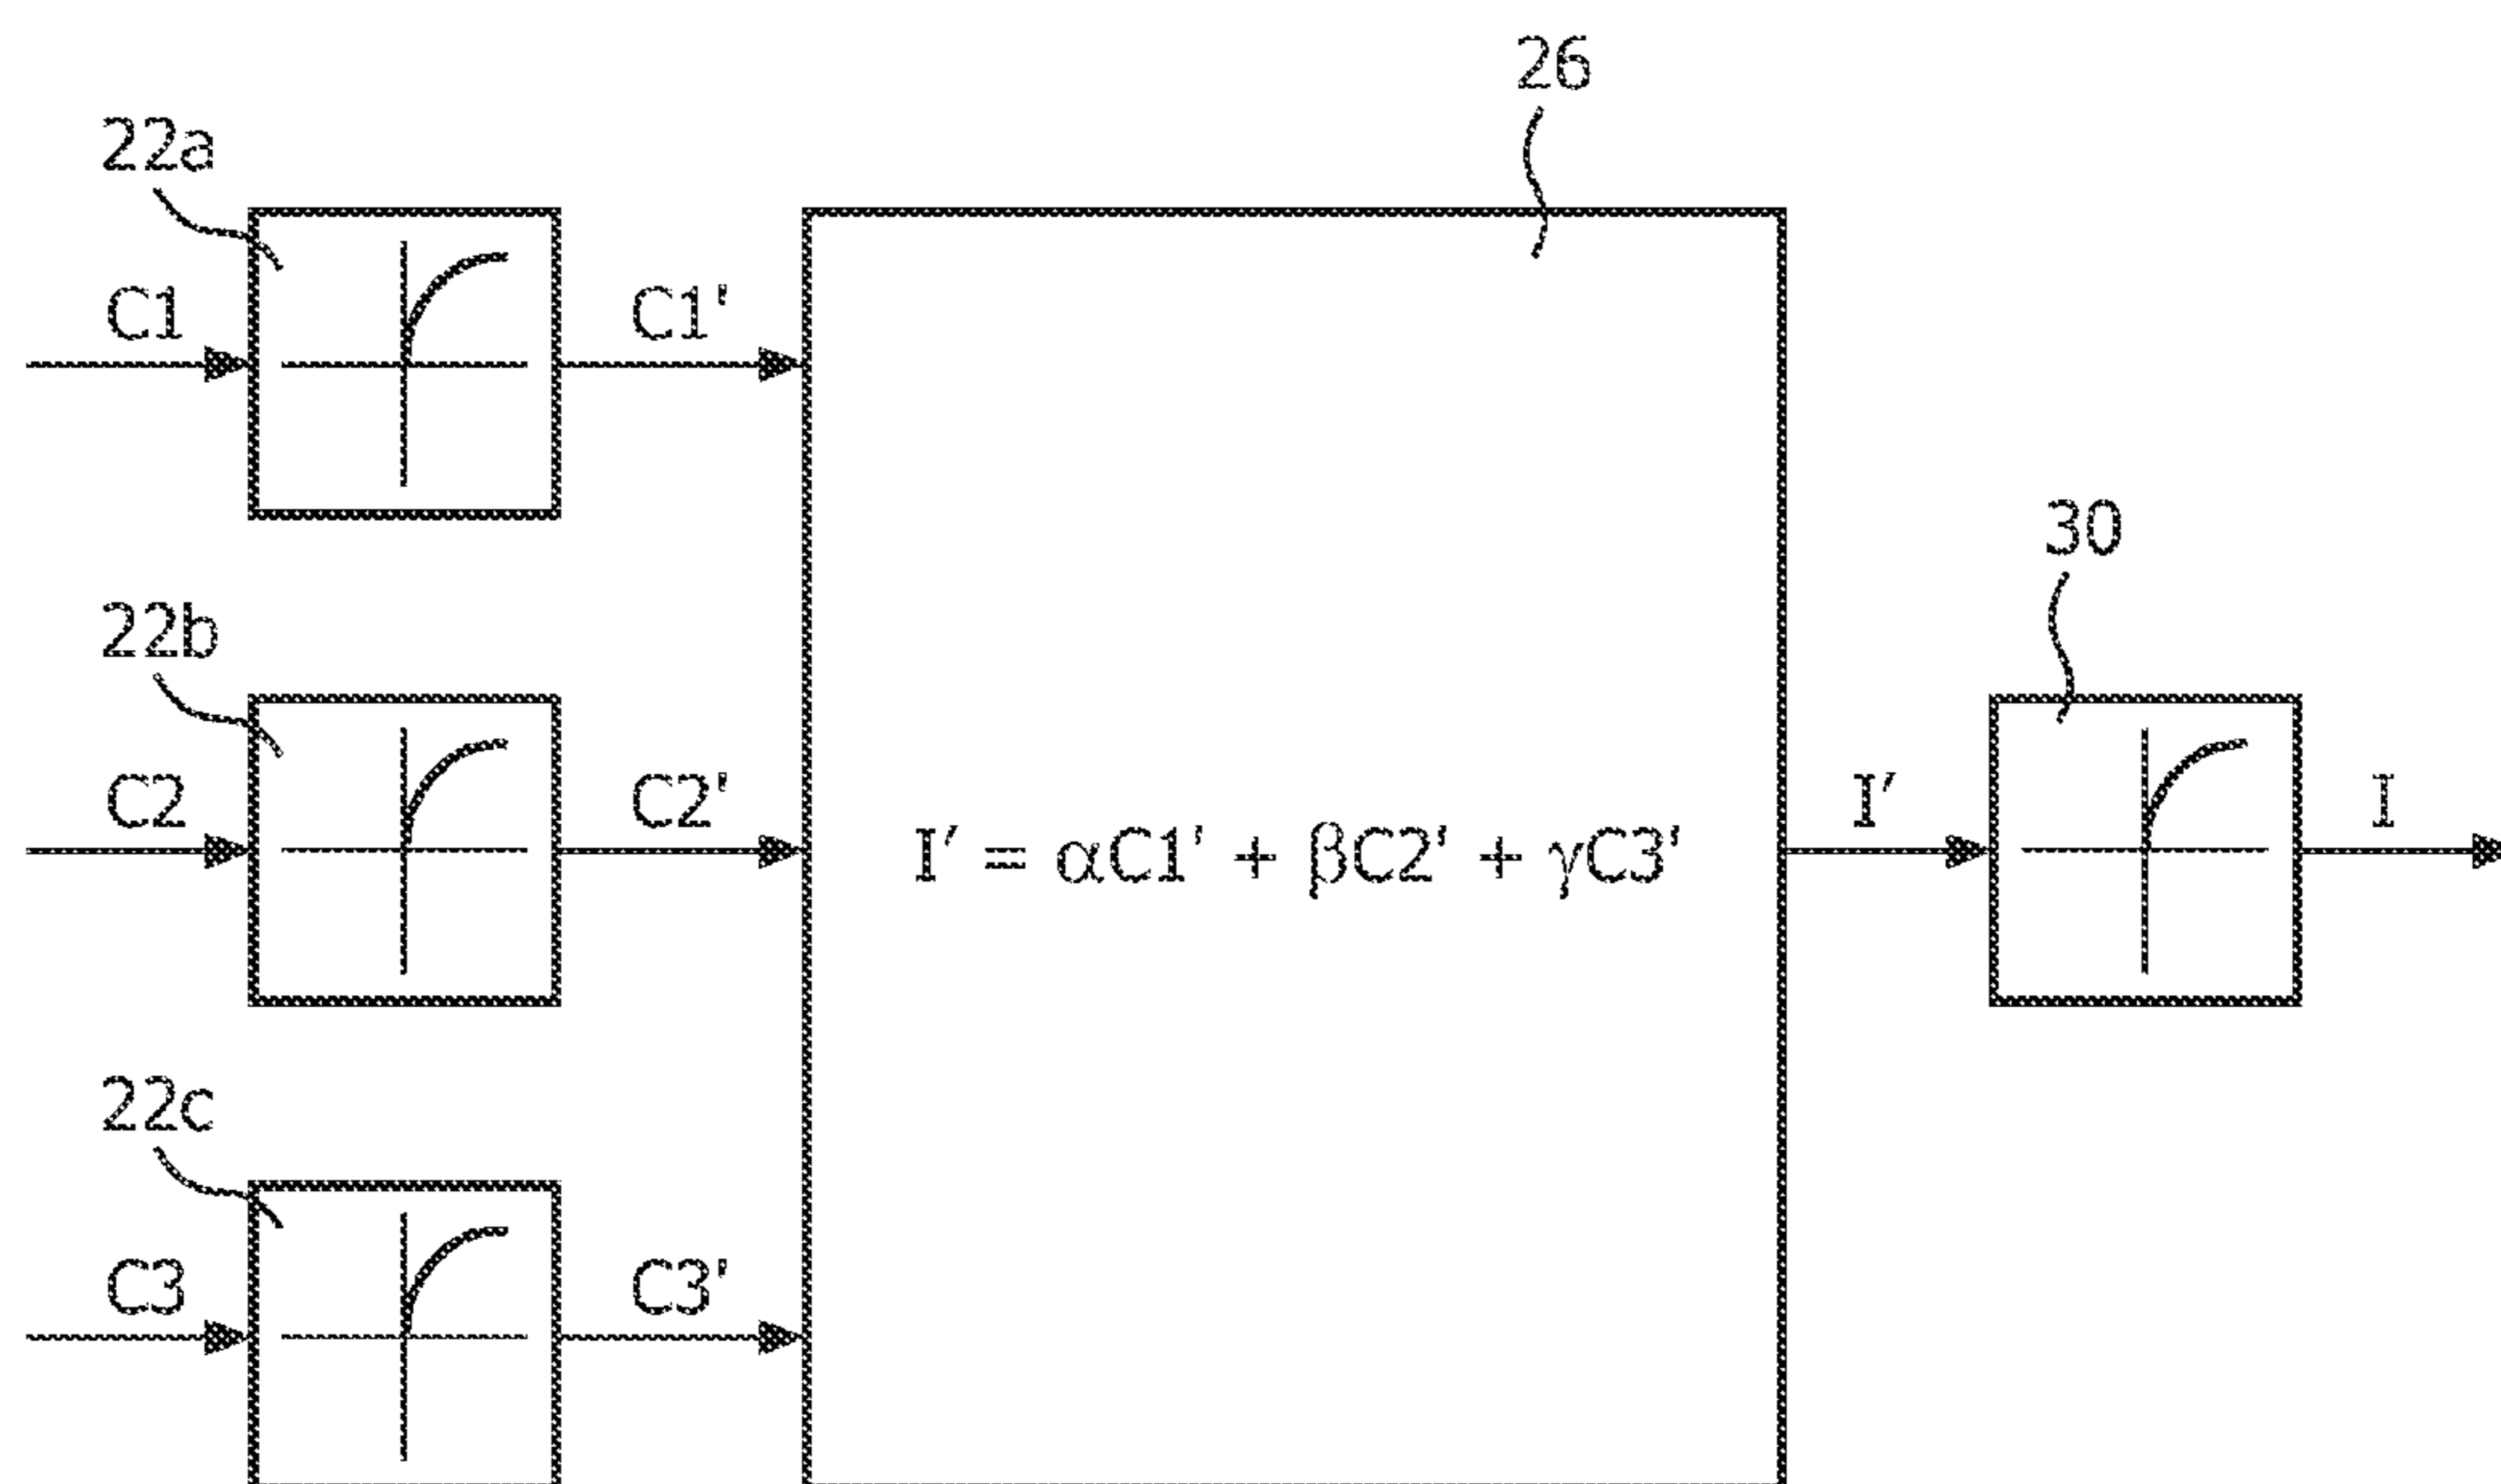 26
22a
C1
C1'
30
22b
C2
C2'
I' = αC1' + βC2' + γC3'
I'
I
22c
C3
C3'